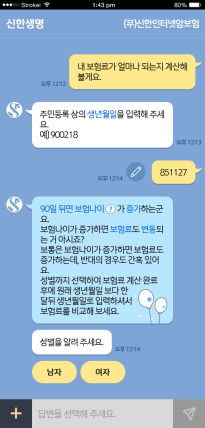 Strokei
1:43 pm
80%
신한생명
(무)신한인터넷암보험
내 보험료가 얼마나 되는지 계산해
볼게요.
오후 12:12
주민등록 상의 생년월일을 입력해 주세
요.
예) 900218
오후 12:13
851127
오후 12:14
90일 뒤면 보험나이? 가 증가하는군
요.
보험나이가 증가하면 보험료도 변동되
는 거 아시죠?
보통은 보험나이가 증가하면 보험료도
증가하는데, 반대의 경우도 간혹 있어
요.
성별까지 선택하여 보험료 계산 완료
후에 원래 생년월일 보다 한
달 뒤 생년월일로 입력하셔서
보험료를 비교해 보세요.
성별을 알려 주세요.
오후 12:14
남자
여자
답변을 선택해 주세요.